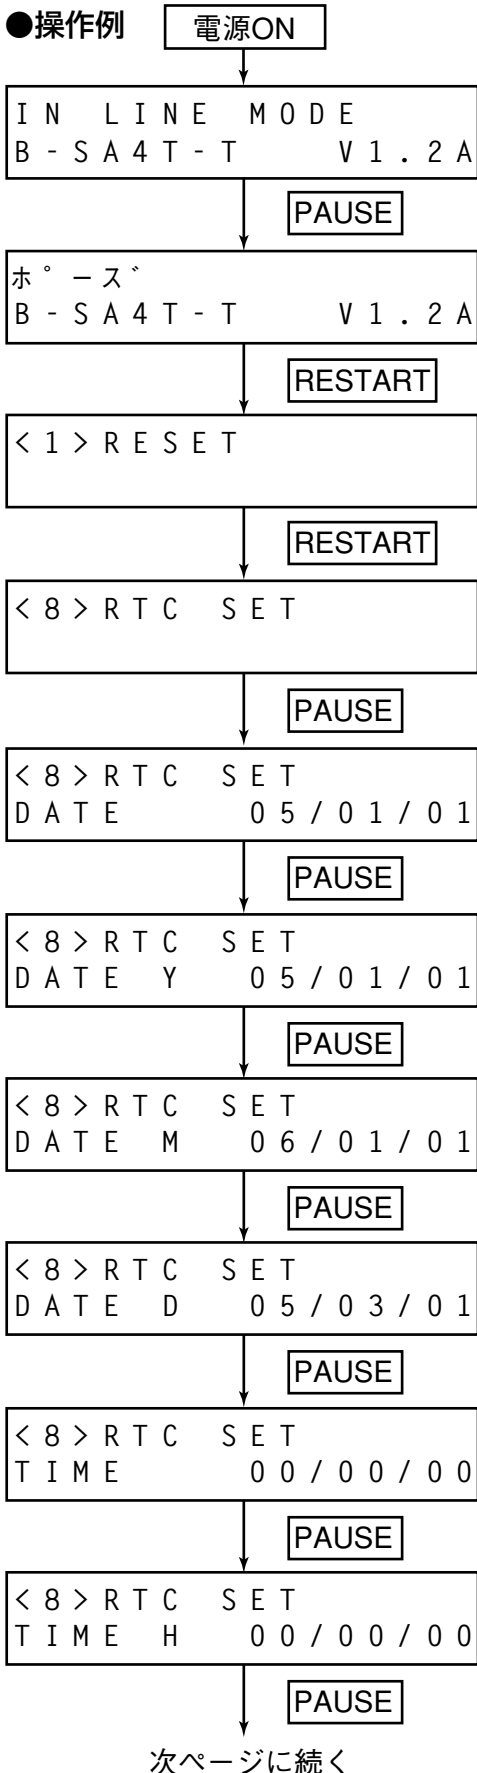 ●操作例
電源ON
IN LINE MODE
B-SA4T-T V1.2A
PAUSE
ホ゜ーズ
B-SA4T-T V1.2A
RESTART
<1>RESET
RESTART
<8>RTC SET
PAUSE
<8>RTC SET
DATE 05/01/01
PAUSE
<8>RTC SET
DATE Y 05/01/01
PAUSE
<8>RTC SET
DATE M 06/01/01
PAUSE
<8>RTC SET
DATE D 05/03/01
PAUSE
<8>RTC SET
TIME 00/00/00
PAUSE
<8>RTC SET
TIME H 00/00/00
PAUSE
次ページに続く